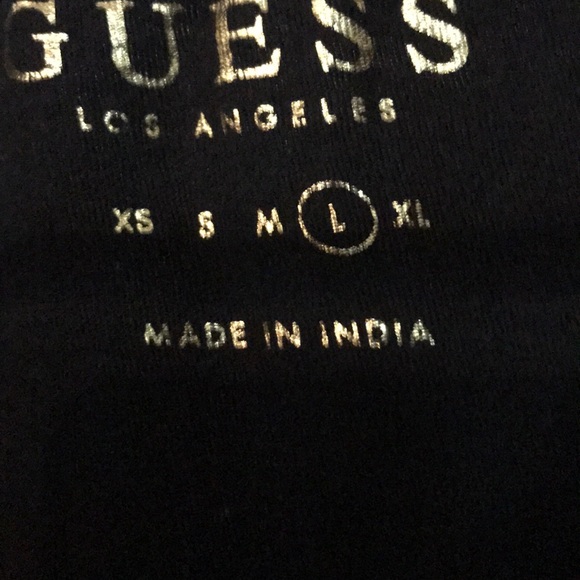 GUESS
LOS ANGELES
XS S M L XL
MADE IN INDIA